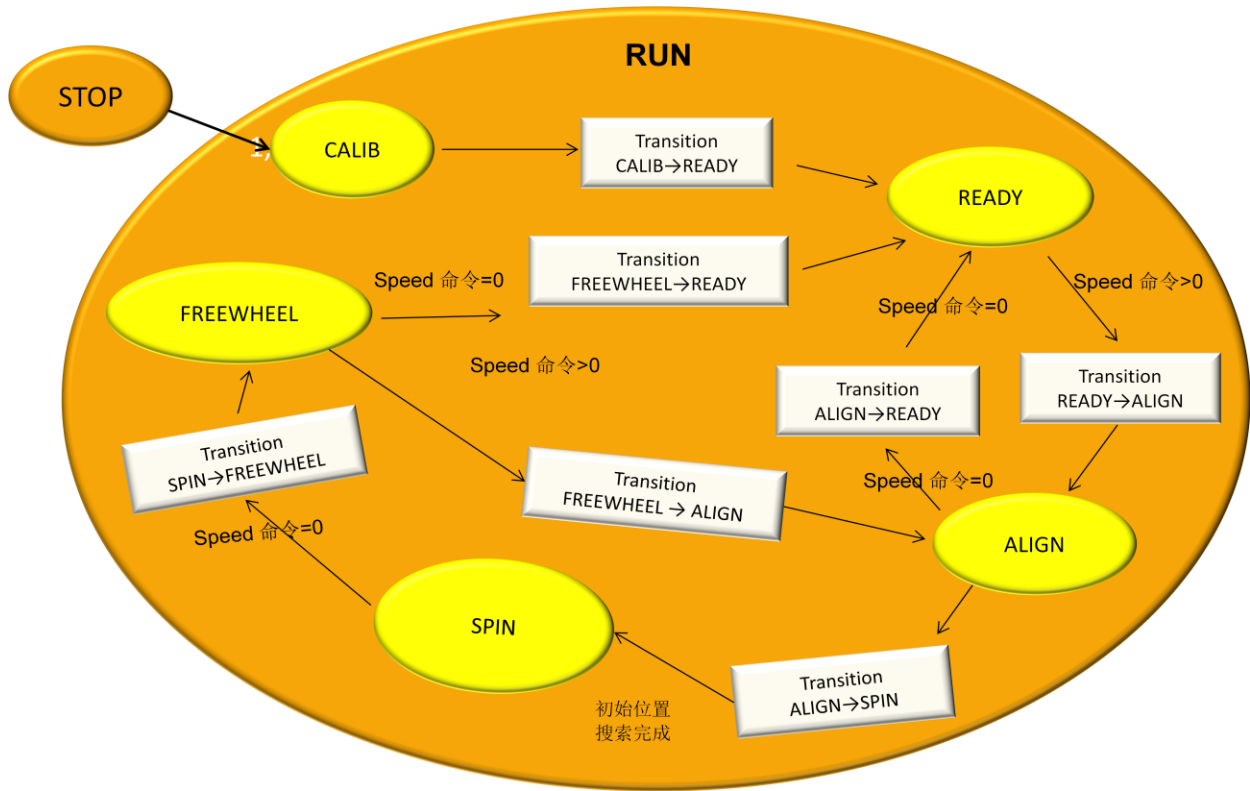 RUN
STOP
1,
CALIB
Transition
CALIB→READY
READY
Transition
FREEWHEEL→READY
Speed 命令=0
Speed 命令>0
FREEWHEEL
Speed 命令=0
Speed 命令>0
Transition
ALIGN→READY
Transition
READY→ALIGN
Transition
SPIN→FREEWHEEL
Transition
FREEWHEEL → ALIGN
Speed 命令=0
Speed 命令=0
ALIGN
SPIN
Transition
ALIGN→SPIN
初始位置
搜索完成